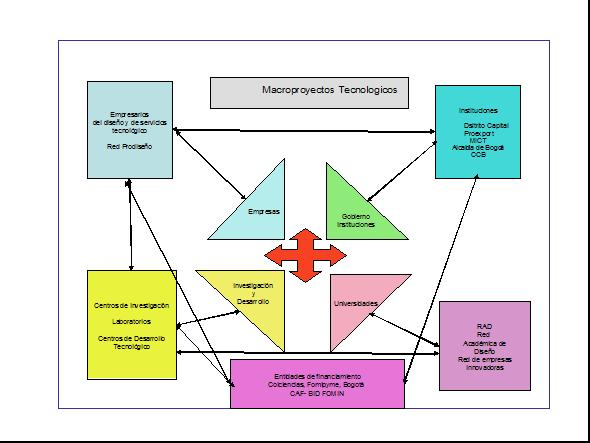 Macroproyectos Tecnologicos
Empresarios
del diseño y de servicios
tecnológico
Red Prodiseño
Instituciones
Distrito Capital
Proexport
MICT
Alcaldia de Bogotá
CCB
Empresas
Gobierno
Instituciones
Investigación
y
Desarrollo
Universidades
Centros de Investigación
Laboratorios
Centros de Desarrollo
Tecnológico
RAD
Red
Académica de
Diseño
Red de empresas
Innovadoras
Entidades de financiamiento
Colciencias, Fomipyme, Bogotá
CAF- BID FOMIN